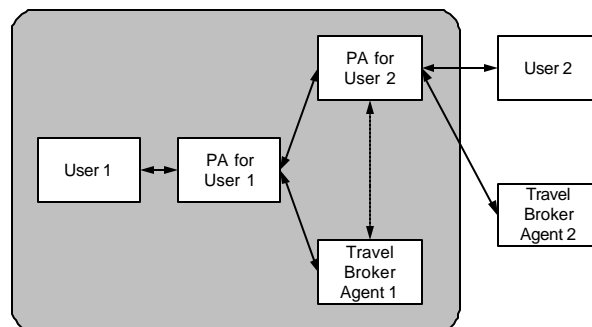 PA for
User 2
User 2
User 1
PA for
User 1
Travel
Broker
Agent 2
Travel
Broker
Agent 1